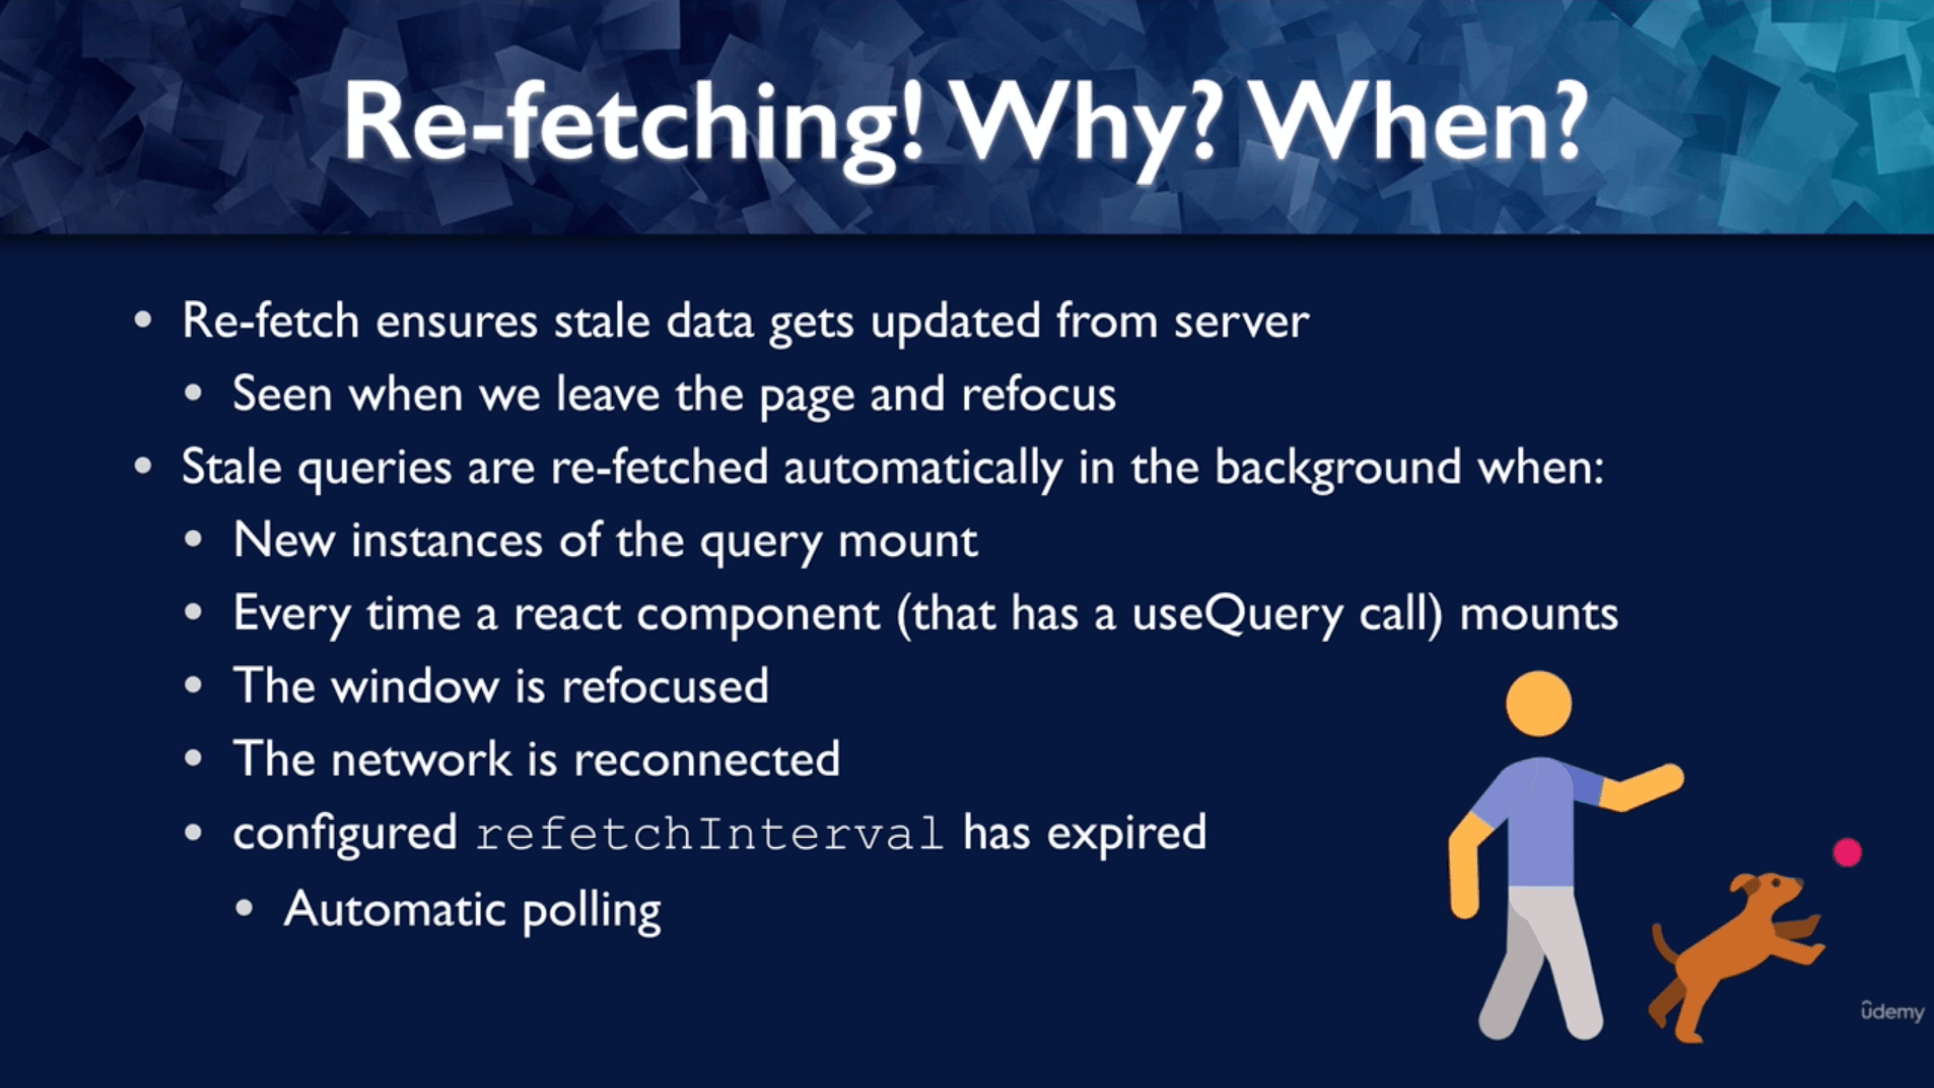 Re-fetching! Why? When?
• Re-fetch ensures stale data gets updated from server
• Seen when we leave the page and refocus
• Stale queries are re-fetched automatically in the background when:
• New instances of the query mount
• Every time a react component (that has a useQuery call) mounts
• The window is refocused
• The network is reconnected
• configured refetchInterval has expired
• Automatic polling
ûdemy